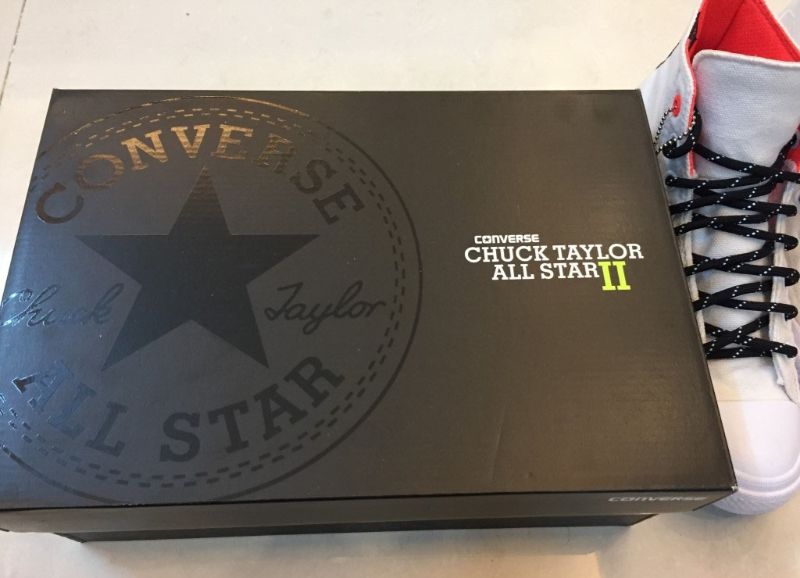 CONVERSE
Chuck Taylor
ALL STAR
CONVERSE
CHUCK TAYLOR
ALL STAR II
CONVERSE